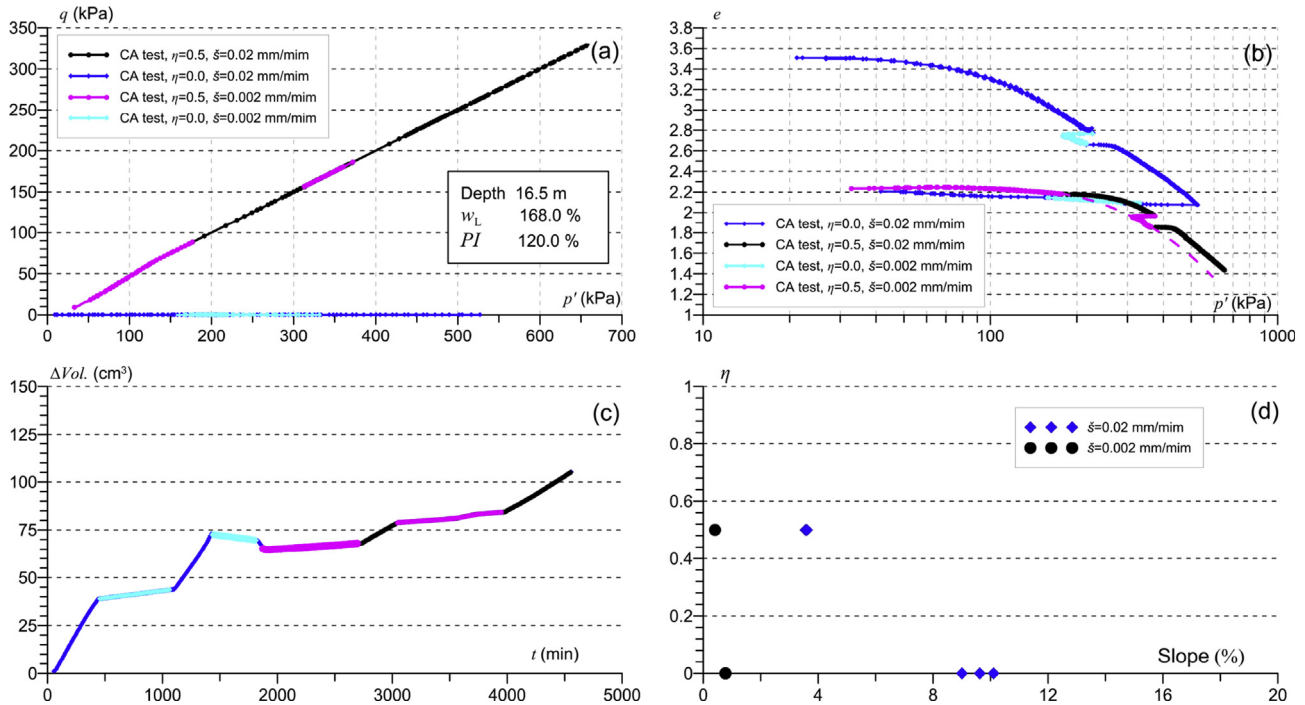 q (kPa)
350
300
250
200
150
100
50
0
CA test, η=0.5, š=0.02 mm/mim
CA test, η=0.0, š=0.02 mm/mim
CA test, η=0.5, š=0.002 mm/mim
CA test, η=0.0, š=0.002 mm/mim
(a)
Depth 16.5 m
wL 168.0 %
PI 120.0 %
p' (kPa)
0 100 200 300 400 500 600 700
e
3.8
3.6
3.4
3.2
3
2.8
2.6
2.4
2.2
2
1.8
1.6
1.4
1.2
1
(b)
CA test, η=0.0, š=0.02 mm/mim
CA test, η=0.5, š=0.02 mm/mim
CA test, η=0.0, š=0.002 mm/mim
CA test, η=0.5, š=0.002 mm/mim
p' (kPa)
10 100 1000
ΔVol. (cm³)
150
125
100
75
50
25
0
(c)
t (min)
0 1000 2000 3000 4000 5000
η
1
0.8
0.6
0.4
0.2
0
š=0.02 mm/mim
š=0.002 mm/mim
(d)
Slope (%)
0 4 8 12 16 20